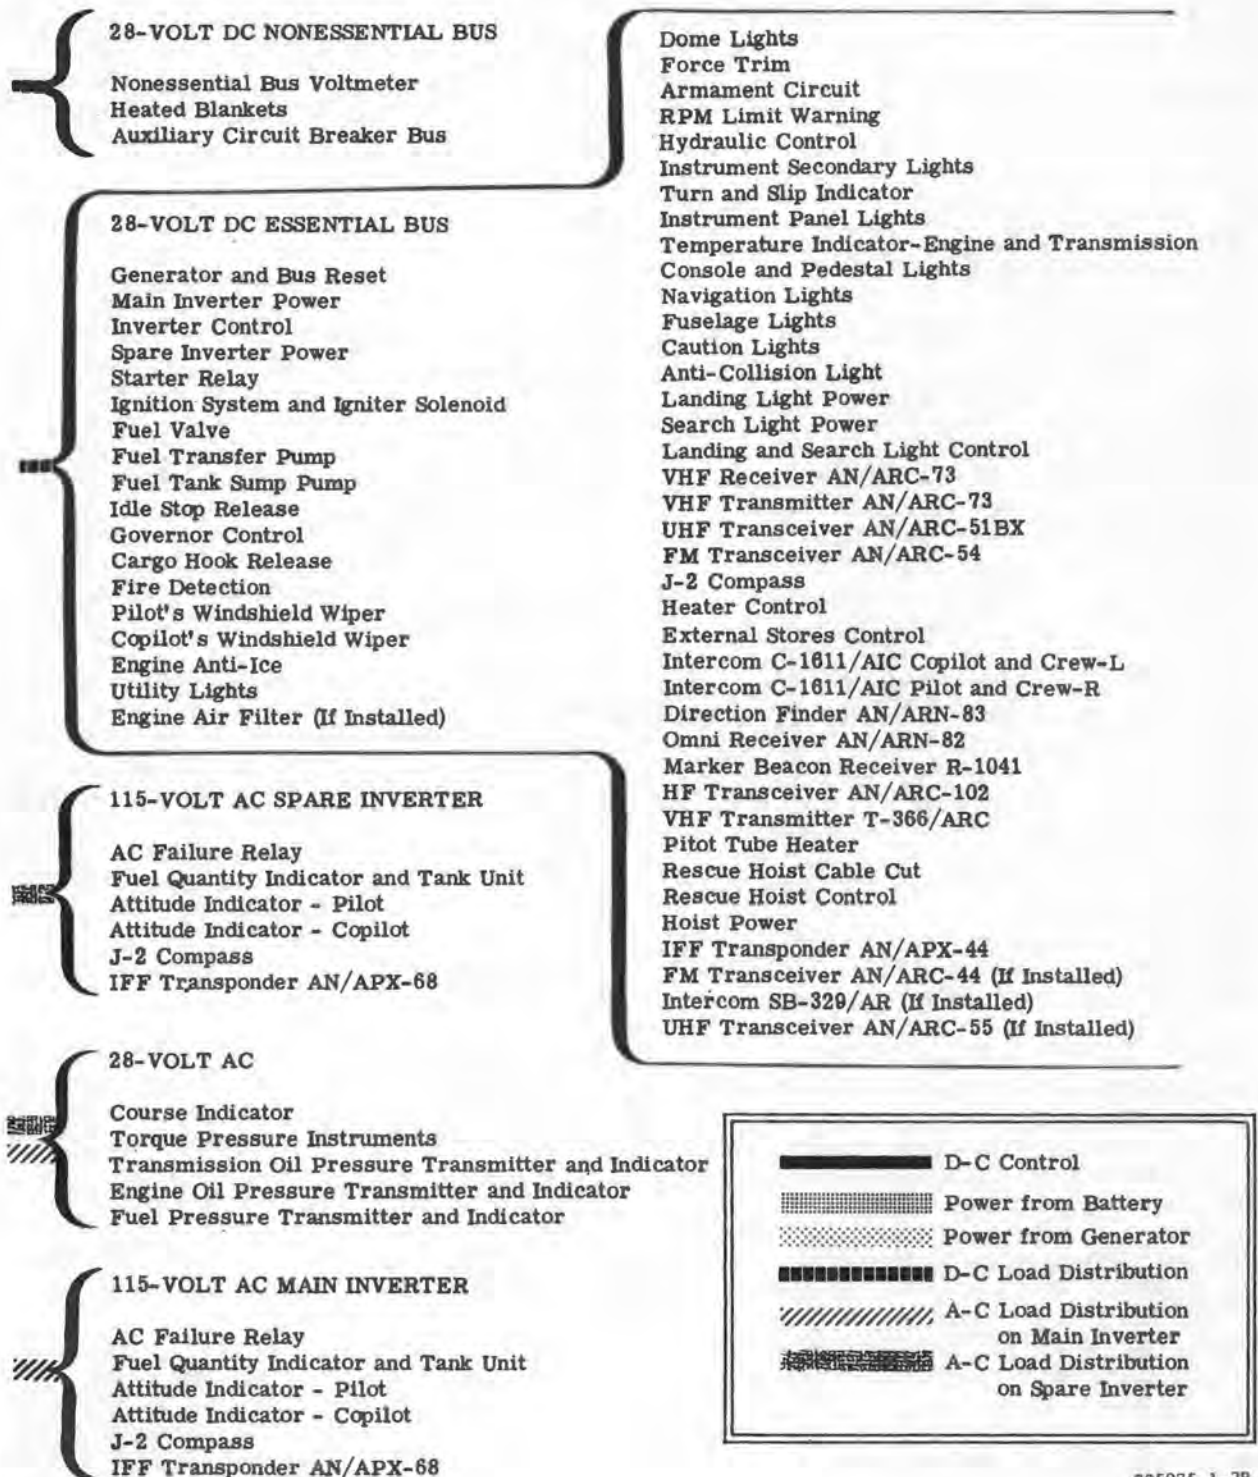 28-VOLT DC NONESSENTIAL BUS
Nonessential Bus Voltmeter
Heated Blankets
Auxiliary Circuit Breaker Bus
28-VOLT DC ESSENTIAL BUS
Generator and Bus Reset
Main Inverter Power
Inverter Control
Spare Inverter Power
Starter Relay
Ignition System and Igniter Solenoid
Fuel Valve
Fuel Transfer Pump
Fuel Tank Sump Pump
Idle Stop Release
Governor Control
Cargo Hook Release
Fire Detection
Pilot's Windshield Wiper
Copilot's Windshield Wiper
Engine Anti-Ice
Utility Lights
Engine Air Filter (If Installed)
Dome Lights
Force Trim
Armament Circuit
RPM Limit Warning
Hydraulic Control
Instrument Secondary Lights
Turn and Slip Indicator
Instrument Panel Lights
Temperature Indicator-Engine and Transmission
Console and Pedestal Lights
Navigation Lights
Fuselage Lights
Caution Lights
Anti-Collision Light
Landing Light Power
Search Light Power
Landing and Search Light Control
VHF Receiver AN/ARC-73
VHF Transmitter AN/ARC-73
UHF Transceiver AN/ARC-51BX
FM Transceiver AN/ARC-54
J-2 Compass
Heater Control
External Stores Control
Intercom C-1611/AIC Copilot and Crew-L
Intercom C-1611/AIC Pilot and Crew-R
Direction Finder AN/ARN-83
Omni Receiver AN/ARN-82
Marker Beacon Receiver R-1041
HF Transceiver AN/ARC-102
VHF Transmitter T-366/ARC
Pitot Tube Heater
Rescue Hoist Cable Cut
Rescue Hoist Control
Hoist Power
IFF Transponder AN/APX-44
FM Transceiver AN/ARC-44 (If Installed)
Intercom SB-329/AR (If Installed)
UHF Transceiver AN/ARC-55 (If Installed)
115-VOLT AC SPARE INVERTER
AC Failure Relay
Fuel Quantity Indicator and Tank Unit
Attitude Indicator - Pilot
Attitude Indicator - Copilot
J-2 Compass
IFF Transponder AN/APX-68
28-VOLT AC
Course Indicator
Torque Pressure Instruments
Transmission Oil Pressure Transmitter and Indicator
Engine Oil Pressure Transmitter and Indicator
Fuel Pressure Transmitter and Indicator
115-VOLT AC MAIN INVERTER
AC Failure Relay
Fuel Quantity Indicator and Tank Unit
Attitude Indicator - Pilot
Attitude Indicator - Copilot
J-2 Compass
IFF Transponder AN/APX-68
D-C Control
Power from Battery
Power from Generator
D-C Load Distribution
A-C Load Distribution
on Main Inverter
A-C Load Distribution
on Spare Inverter